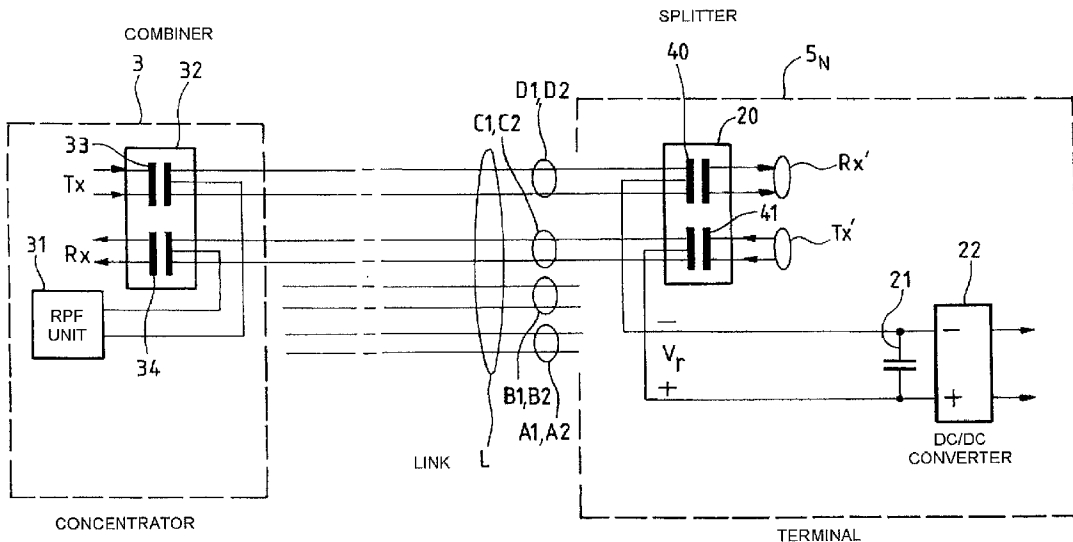 SPLITTER
COMBINER
3
32
40
5N
D1,D2
20
C1,C2
33
Tx
Rx'
41
Tx'
Rx
31
21
22
RPF
UNIT
34
−
−
Vr
+
+
B1,B2
A1,A2
DC/DC
CONVERTER
LINK
L
CONCENTRATOR
TERMINAL